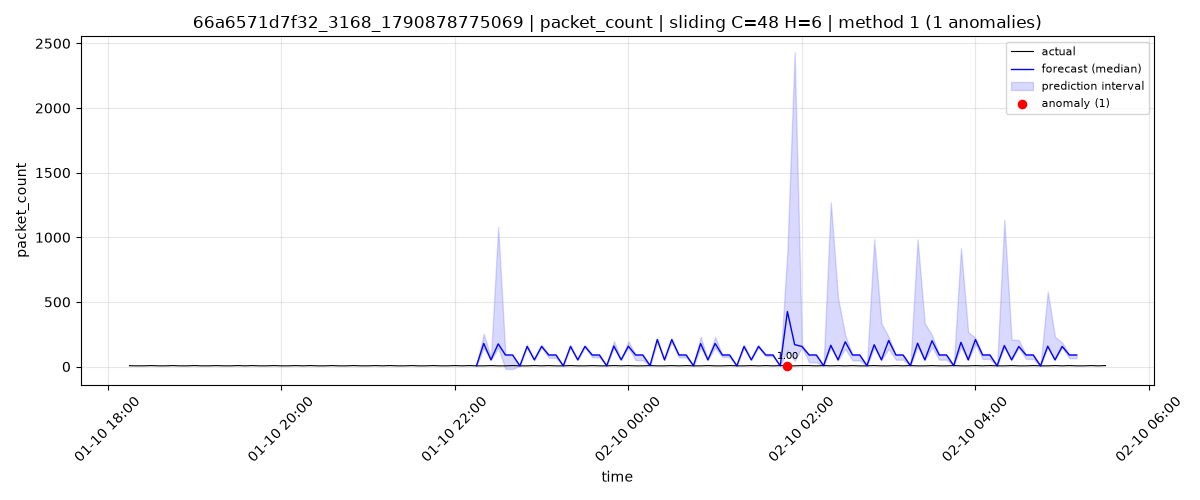 66a6571d7f32_3168_1790878775069 | packet_count | sliding C=48 H=6 | method 1 (1 anomalies)
actual
forecast (median)
prediction interval
anomaly (1)
packet_count
2500
2000
1500
1000
500
0
1.00
01-10 18:00
01-10 20:00
01-10 22:00
02-10 00:00
02-10 02:00
02-10 04:00
02-10 06:00
time